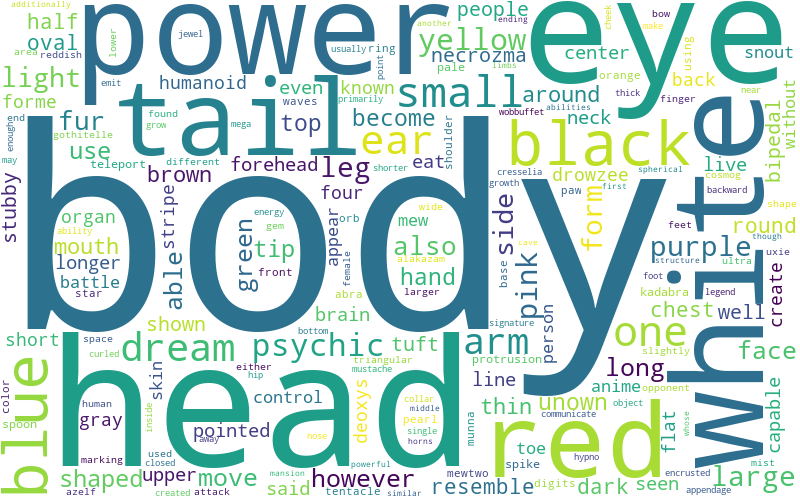 additionally
half
power
people
another
bow
cheek
ending
make
eye
reddish
jewel
usually
ring
yellow
oval
area
lower
necrozma
center
using
snout
light
emit
humanoid
even
known
point
pale
orange
back
forme
tail
primarily
limbs
small
around
thick
finger
near
without
fur
found
waves
top
become
wobbuffet
abilities
neck
bipedal
end
enough
gothitelle
grow
mega
ear
shoulder
black
use
teleport
different
forehead
leg
shorter
eat
cresselia
spherical
live
may
brown
four
growth
drowzee
cosmog
backward
stubby
body
paw
first
shape
organ
stripe
energy
orb
mew
wide
side
form
feet
round
ability
gem
tip
appear
alakazam
also
cave
though
mouth
green
female
hand
base
structure
purple
white
longer
able
front
larger
foot
ultra
uxie
battle
abra
pink
kadabra
legend
create
star
brain
signature
person
chest
well
shown
bottom
one
short
dream
psychic
tuft
arm
protrusion
face
space
curled
either
triangular
mustache
line
long
slightly
blue
head
skin
hip
control
deoxys
anime
opponent
capable
color
human
collar
middle
thin
unown
flat
whose
spoon
gray
inside
pearl
munna
communicate
object
marking
pointed
nose
single
horns
red
toe
hypno
mist
used
closed
away
powerful
spike
encrusted
shaped
upper
move
however
mewtwo
digits
large
azelf
created
attack
said
mansion
tentacle
similar
resemble
dark
seen
appendage